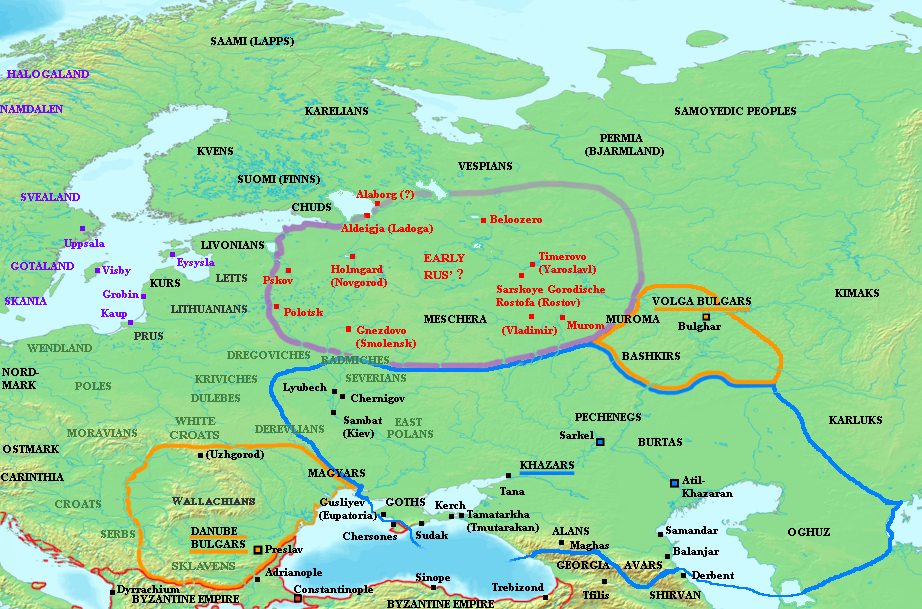 SAAMI (LAPPS)
HALOGALAND
NAMDALEN
KARELIANS
SAMOYEDIC PEOPLES
PERMIA
(BJARMLAND)
KVENS
VESPIANS
SUOMI (FINNS)
SVEALAND
Alaborg (?)
CHUDS
Beloozero
Aldeigja (Ladoga)
Uppsala
LIVONIANS
EARLY
RUS' ?
Timerovo
(Yaroslavl)
GOTALAND
Visby
Eysysla
Holmgard
(Novgorod)
Pskov
LETTS
KURS
Sarskoye Gorodische
Rostofa (Rostov)
SKANIA
Grobin
VOLGA BULGARS
KIMAKS
Kaup
LITHUANIANS
Polotsk
MESCHERA
(Vladimir)
Murom
MUROMA
Bulghar
PRUS
Gnezdovo
(Smolensk)
WENDLAND
DREGOVICHES
RADMICHES
BASHKIRS
NORD-
MARK
POLES
KRIVICHES
SEVERIANS
DULEBES
Lyubech
Chernigov
WHITE
CROATS
Sambat
(Kiev)
EAST
POLANS
PECHENEGS
KARLUKS
MORAVIANS
DEREVLIANS
Sarkel
BURTAS
OSTMARK
(Uzhgorod)
CARINTHIA
MAGYARS
KHAZARS
Atil-
Khazaran
Tana
CROATS
WALLACHIANS
Gusliyev
(Eupatoria)
GOTHS
Kerch
Tamatarkha
(Tmutarakan)
SERBS
DANUBE
BULGARS
Chersones
Sudak
ALANS
Maghas
Samandar
OGHUZ
Preslav
Balanjar
SKLAVENS
Adrianople
GEORGIA
AVARS
Derbent
Dyrrachium
Constantinople
Sinope
Trebizond
Tfilis
SHIRVAN
BYZANTINE EMPIRE
BYZANTINE EMPIRE